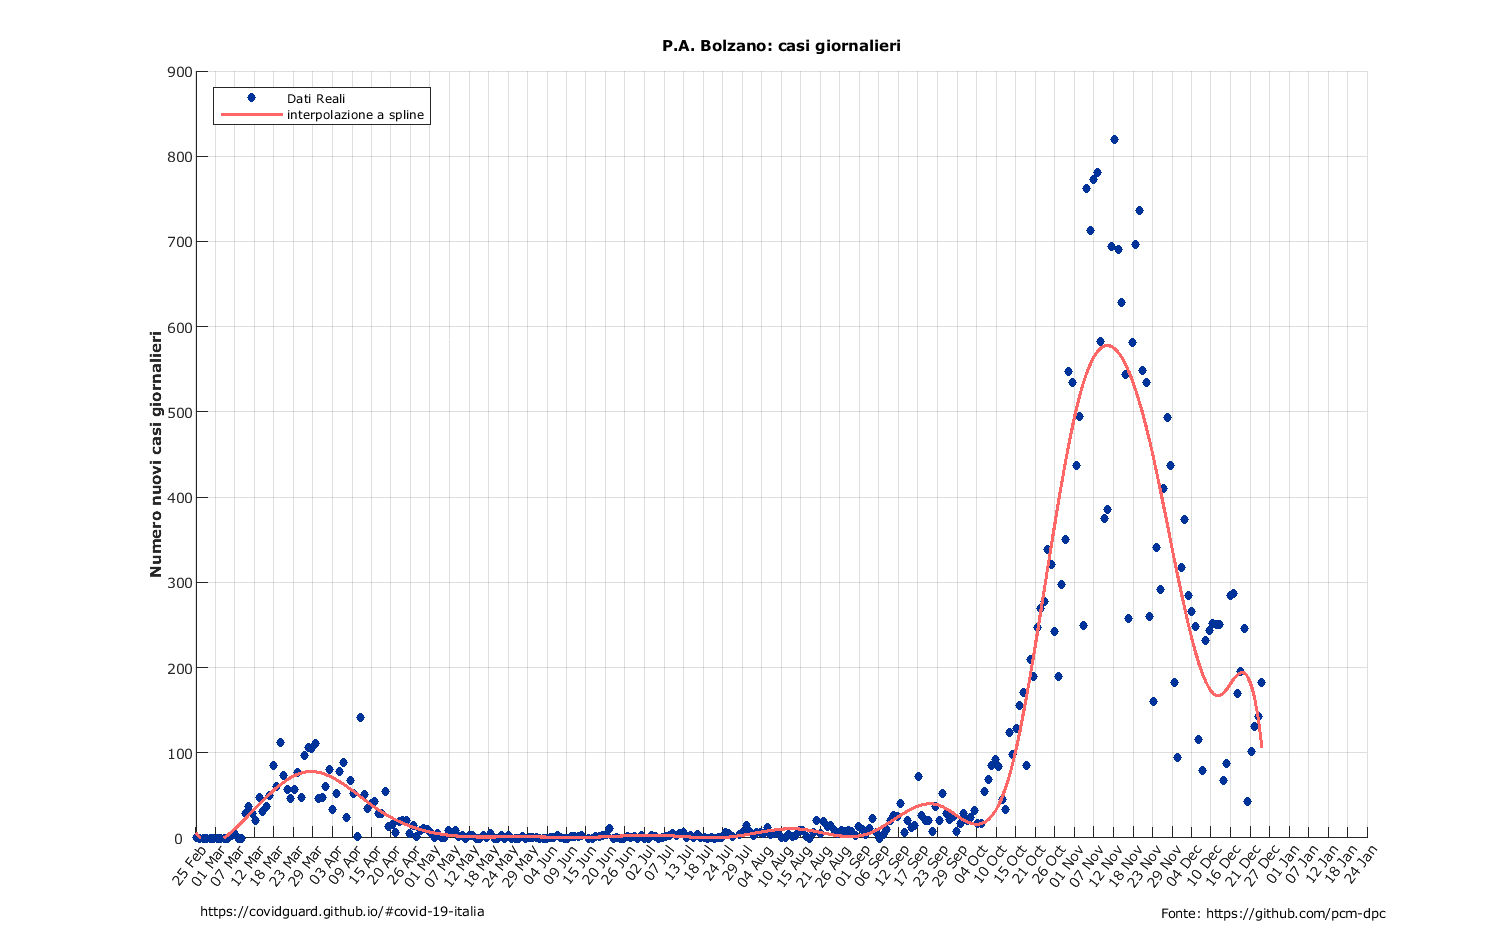 P.A. Bolzano: casi giornalieri
900
800
700
600
500
400
300
200
100
0
Dati Reali
interpolazione a spline
Numero nuovi casi giornalieri
25 Feb
01 Mar
07 Mar
12 Mar
18 Mar
23 Mar
29 Mar
03 Apr
09 Apr
15 Apr
20 Apr
26 Apr
01 May
07 May
12 May
18 May
24 May
29 May
04 Jun
09 Jun
15 Jun
20 Jun
26 Jun
02 Jul
07 Jul
13 Jul
18 Jul
24 Jul
29 Jul
04 Aug
10 Aug
15 Aug
21 Aug
26 Aug
01 Sep
06 Sep
12 Sep
17 Sep
23 Sep
29 Sep
04 Oct
10 Oct
15 Oct
21 Oct
26 Oct
01 Nov
07 Nov
12 Nov
18 Nov
23 Nov
29 Nov
04 Dec
10 Dec
16 Dec
21 Dec
27 Dec
01 Jan
07 Jan
12 Jan
18 Jan
24 Jan
https://covidguard.github.io/#covid-19-italia
Fonte: https://github.com/pcm-dpc